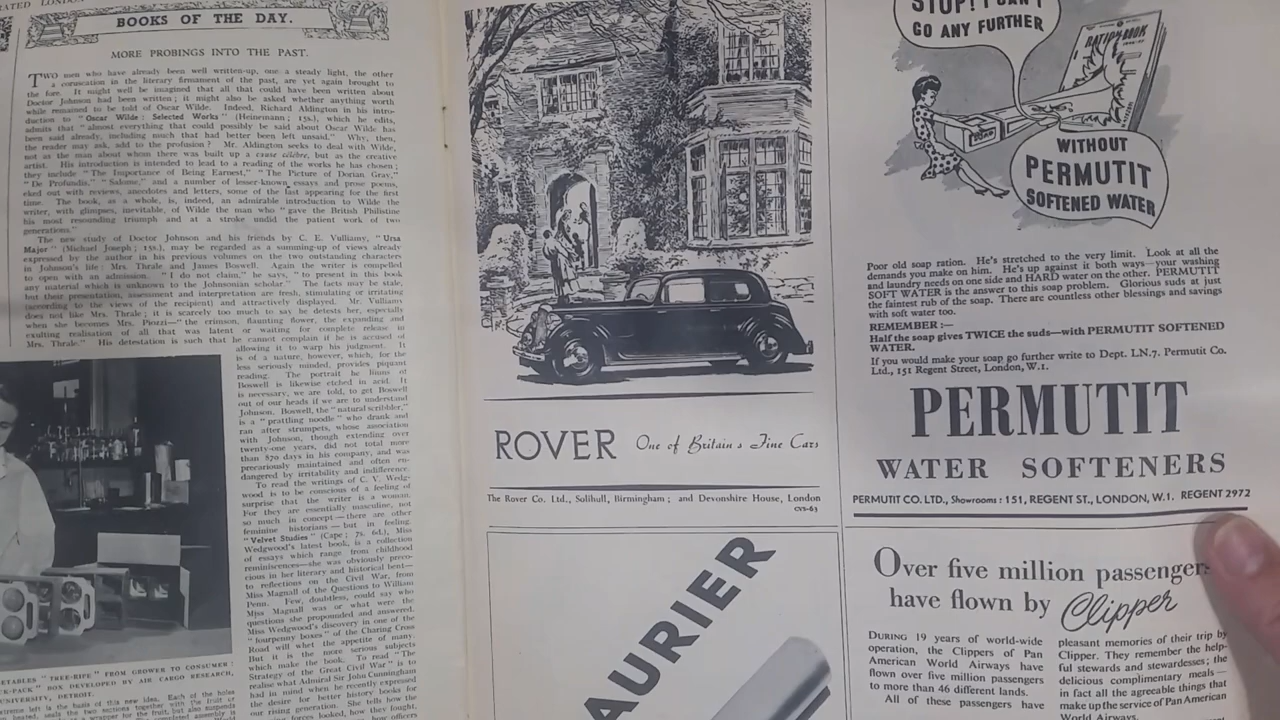 BOOKS OF THE DAY.
MORE PROBINGS INTO THE PAST.
TWO men who have already been well written-up, one a steady light, the other
a coruscation in the literary firmament of the past, are yet again brought to
the fore. It might well be imagined that all that could have been written about
Doctor Johnson had been written; it might also be asked whether anything worth
while remained to be told of Oscar Wilde. Indeed, Richard Aldington in his intro-
duction to "Oscar Wilde: Selected Works" (Heinemann; 15s.), which he edits,
admits that "almost everything that could possibly be said about Oscar Wilde has
been said already, including much that had better been left unsaid." Why, then,
the reader may ask, add to the profusion? Mr. Aldington seeks to deal with Wilde,
not as the man about whom there was built up a cause célèbre, but as the creative
artist. His introduction is intended to lead to a reading of the works he has chosen;
they include "The Importance of Being Earnest," "The Picture of Dorian Gray,"
"De Profundis," "Salome," and a number of lesser-known essays and prose poems,
eked out with reviews, anecdotes and letters, some of the last appearing for the first
time. The book, as a whole, is, indeed, an admirable introduction to Wilde the
writer, with glimpses, inevitable, of Wilde the man who "gave the British Philistine
his most resounding triumph and at a stroke undid the patient work of two
generations."
The new study of Doctor Johnson and his friends by C. E. Vulliamy, "Ursa
Major" (Michael Joseph; 15s.), may be regarded as a summing-up of views already
expressed by the author in his previous volumes on the two outstanding characters
in Johnson's life: Mrs. Thrale and James Boswell. Again the writer is compelled
to open with an admission. "I do not claim," he says, "to present in this book
any material which is unknown to the Johnsonian scholar." The facts may be stale,
but their presentation, assessment and interpretation are fresh, stimulating or irritating
(according to the views of the recipient) and attractively displayed. Mr. Vulliamy
does not like Mrs. Thrale; it is scarcely too much to say he detests her, especially
when she becomes Mrs. Piozzi—"the crimson, flaunting flower, the expanding and
exulting realisation of all that was latent or waiting for complete release in
Mrs. Thrale." His detestation is such that he cannot complain if he is accused of
allowing it to warp his judgment. It
is of a nature, however, which, for the
less seriously minded, provides piquant
reading. The portrait he limns of
Boswell is likewise etched in acid. It
is necessary, we are told, to get Boswell
out of our heads if we are to understand
Johnson. Boswell, the "natural scribbler,"
is a "prattling noodle" who drank and
ran after strumpets, whose association
with Johnson, though extending over
twenty-one years, did not total more
than 870 days in his company, and was
precariously maintained and often en-
dangered by irritability and indifference.
To read the writings of C. V. Wedg-
wood is to be conscious of a feeling of
surprise that the writer is a woman.
For they are essentially masculine, not
so much in concept—there are other
feminine historians—but in feeling.
"Velvet Studies" (Cape; 7s. 6d.), Miss
Wedgwood's latest book, is a collection
of essays which range from childhood
reminiscences—she was obviously preco-
cious in her literary and historical bent—
to reflections on the Civil War, from
Miss Magnall of the Questions to William
Penn. Few, doubtless, could say who
Miss Magnall was or what were the
questions she propounded and answered.
Miss Wedgwood's discovery in one of the
"fourpenny boxes" of the Charing Cross
Road will whet the appetite of many.
But it is the more serious subjects
which make the book. To read "The
Strategy of the Great Civil War" is to
realise what Admiral Sir John Cunningham
had in mind when he recently expressed
the desire for better history books for
our rising generation. She tells how the
forces looked, how they fought,
how officers
"TREE-RIPE" FROM GROWER TO CONSUMER:
BOX DEVELOPED BY AIR CARGO RESEARCH,
UNIVERSITY, DETROIT.
left is the basis of this new idea. Each of the holes
ROVER One of Britain's Fine Cars
The Rover Co. Ltd., Solihull, Birmingham; and Devonshire House, London
CVS-63
AURIER
STOP! I CAN'T
GO ANY FURTHER
RATION BOOK
WITHOUT
PERMUTIT
SOFTENED WATER
Poor old soap ration. He's stretched to the very limit. Look at all the
demands you make on him. He's up against it both ways—your washing
and laundry needs on one side and HARD water on the other. PERMUTIT
SOFT WATER is the answer to this soap problem. Glorious suds at just
the faintest rub of the soap. There are countless other blessings and savings
with soft water too.
REMEMBER :—
Half the soap gives TWICE the suds—with PERMUTIT SOFTENED
WATER.
If you would make your soap go further write to Dept. LN.7. Permutit Co.
Ltd., 151 Regent Street, London, W.1.
PERMUTIT
WATER SOFTENERS
PERMUTIT CO. LTD., Showrooms: 151, REGENT ST., LONDON, W.1. REGENT 2972
Over five million passengers
have flown by Clipper
DURING 19 years of world-wide
operation, the Clippers of Pan
American World Airways have
flown over five million passengers
to more than 46 different lands.
All of these passengers have
pleasant memories of their trip by
Clipper. They remember the help-
ful stewards and stewardesses; the
delicious complimentary meals—
in fact all the agreeable things that
make up the service of Pan American
World Airways.